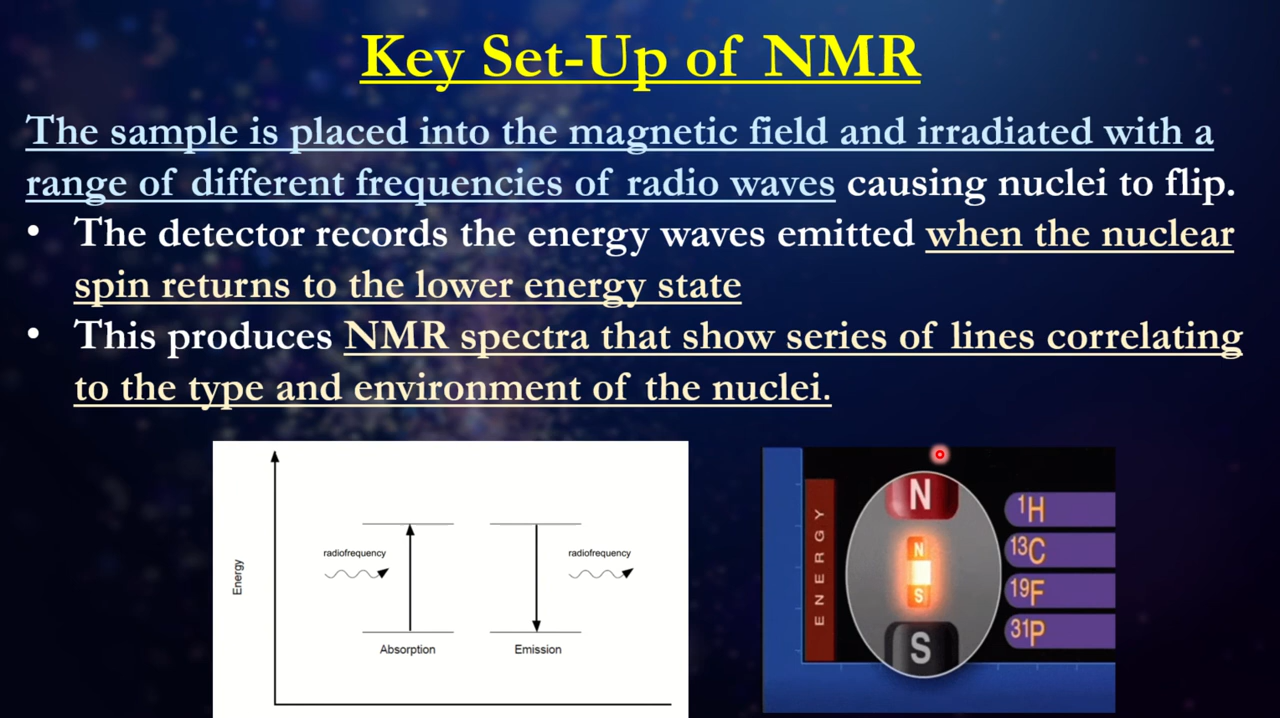 Key Set-Up of NMR
The sample is placed into the magnetic field and irradiated with a
range of different frequencies of radio waves causing nuclei to flip.
• The detector records the energy waves emitted when the nuclear
spin returns to the lower energy state
• This produces NMR spectra that show series of lines correlating
to the type and environment of the nuclei.
Energy
radiofrequency
radiofrequency
Absorption
Emission
ENERGY
N
N
S
S
¹H
¹³C
¹⁹F
³¹P